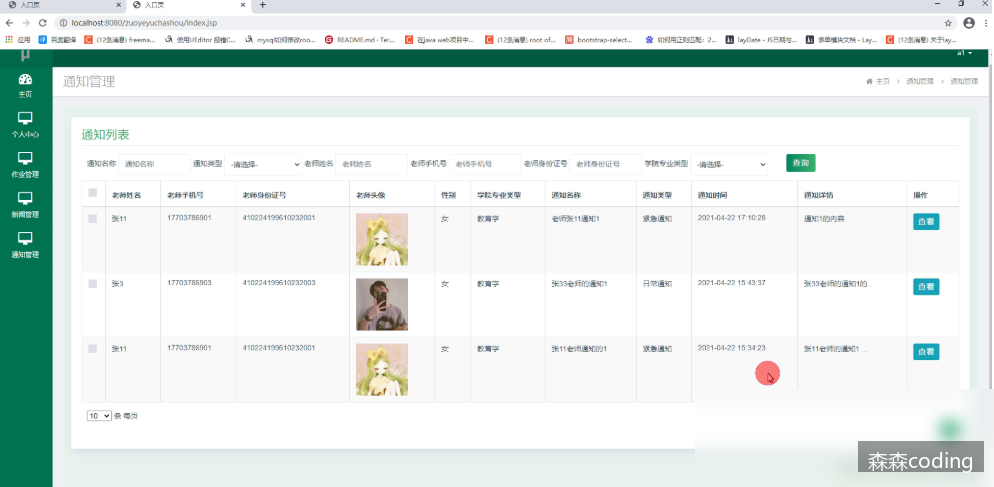 入口页 入口页
localhost:8080/zuoyeyuchashou/index.jsp
应用 百度翻译 (12条消息) freema... 使用UEditor 报错C... mysql如何修改roo... README.md · Ter... 在java web项目中... (12条消息) root of... bootstrap-select... 如何用正则匹配：2... layDate - JS日期与... 表单模块文档 - Lay... (12条消息) 关于lay...
a1
通知管理 主页 > 通知管理 > 通知管理
主页
个人中心
作业管理
新闻管理
通知管理
通知列表
通知名称 通知名称 通知类型 -请选择- 老师姓名 老师姓名 老师手机号 老师手机号 老师身份证号 老师身份证号 学院专业类型 -请选择- 查询
老师姓名 老师手机号 老师身份证号 老师头像 性别 学院专业类型 通知名称 通知类型 通知时间 通知详情 操作
张11 17703786901 410224199610232001 女 教育学 老师张11通知1 紧急通知 2021-04-22 17:10:28 通知1的内容 查看
张3 17703786903 410224199610232003 女 教育学 张33老师的通知1 日常通知 2021-04-22 15:43:37 张33老师的通知1的... 查看
张11 17703786901 410224199610232001 女 教育学 张11老师通知的1 紧急通知 2021-04-22 15:34:23 张11老师的通知1 ... 查看
10 条 每页
森森coding